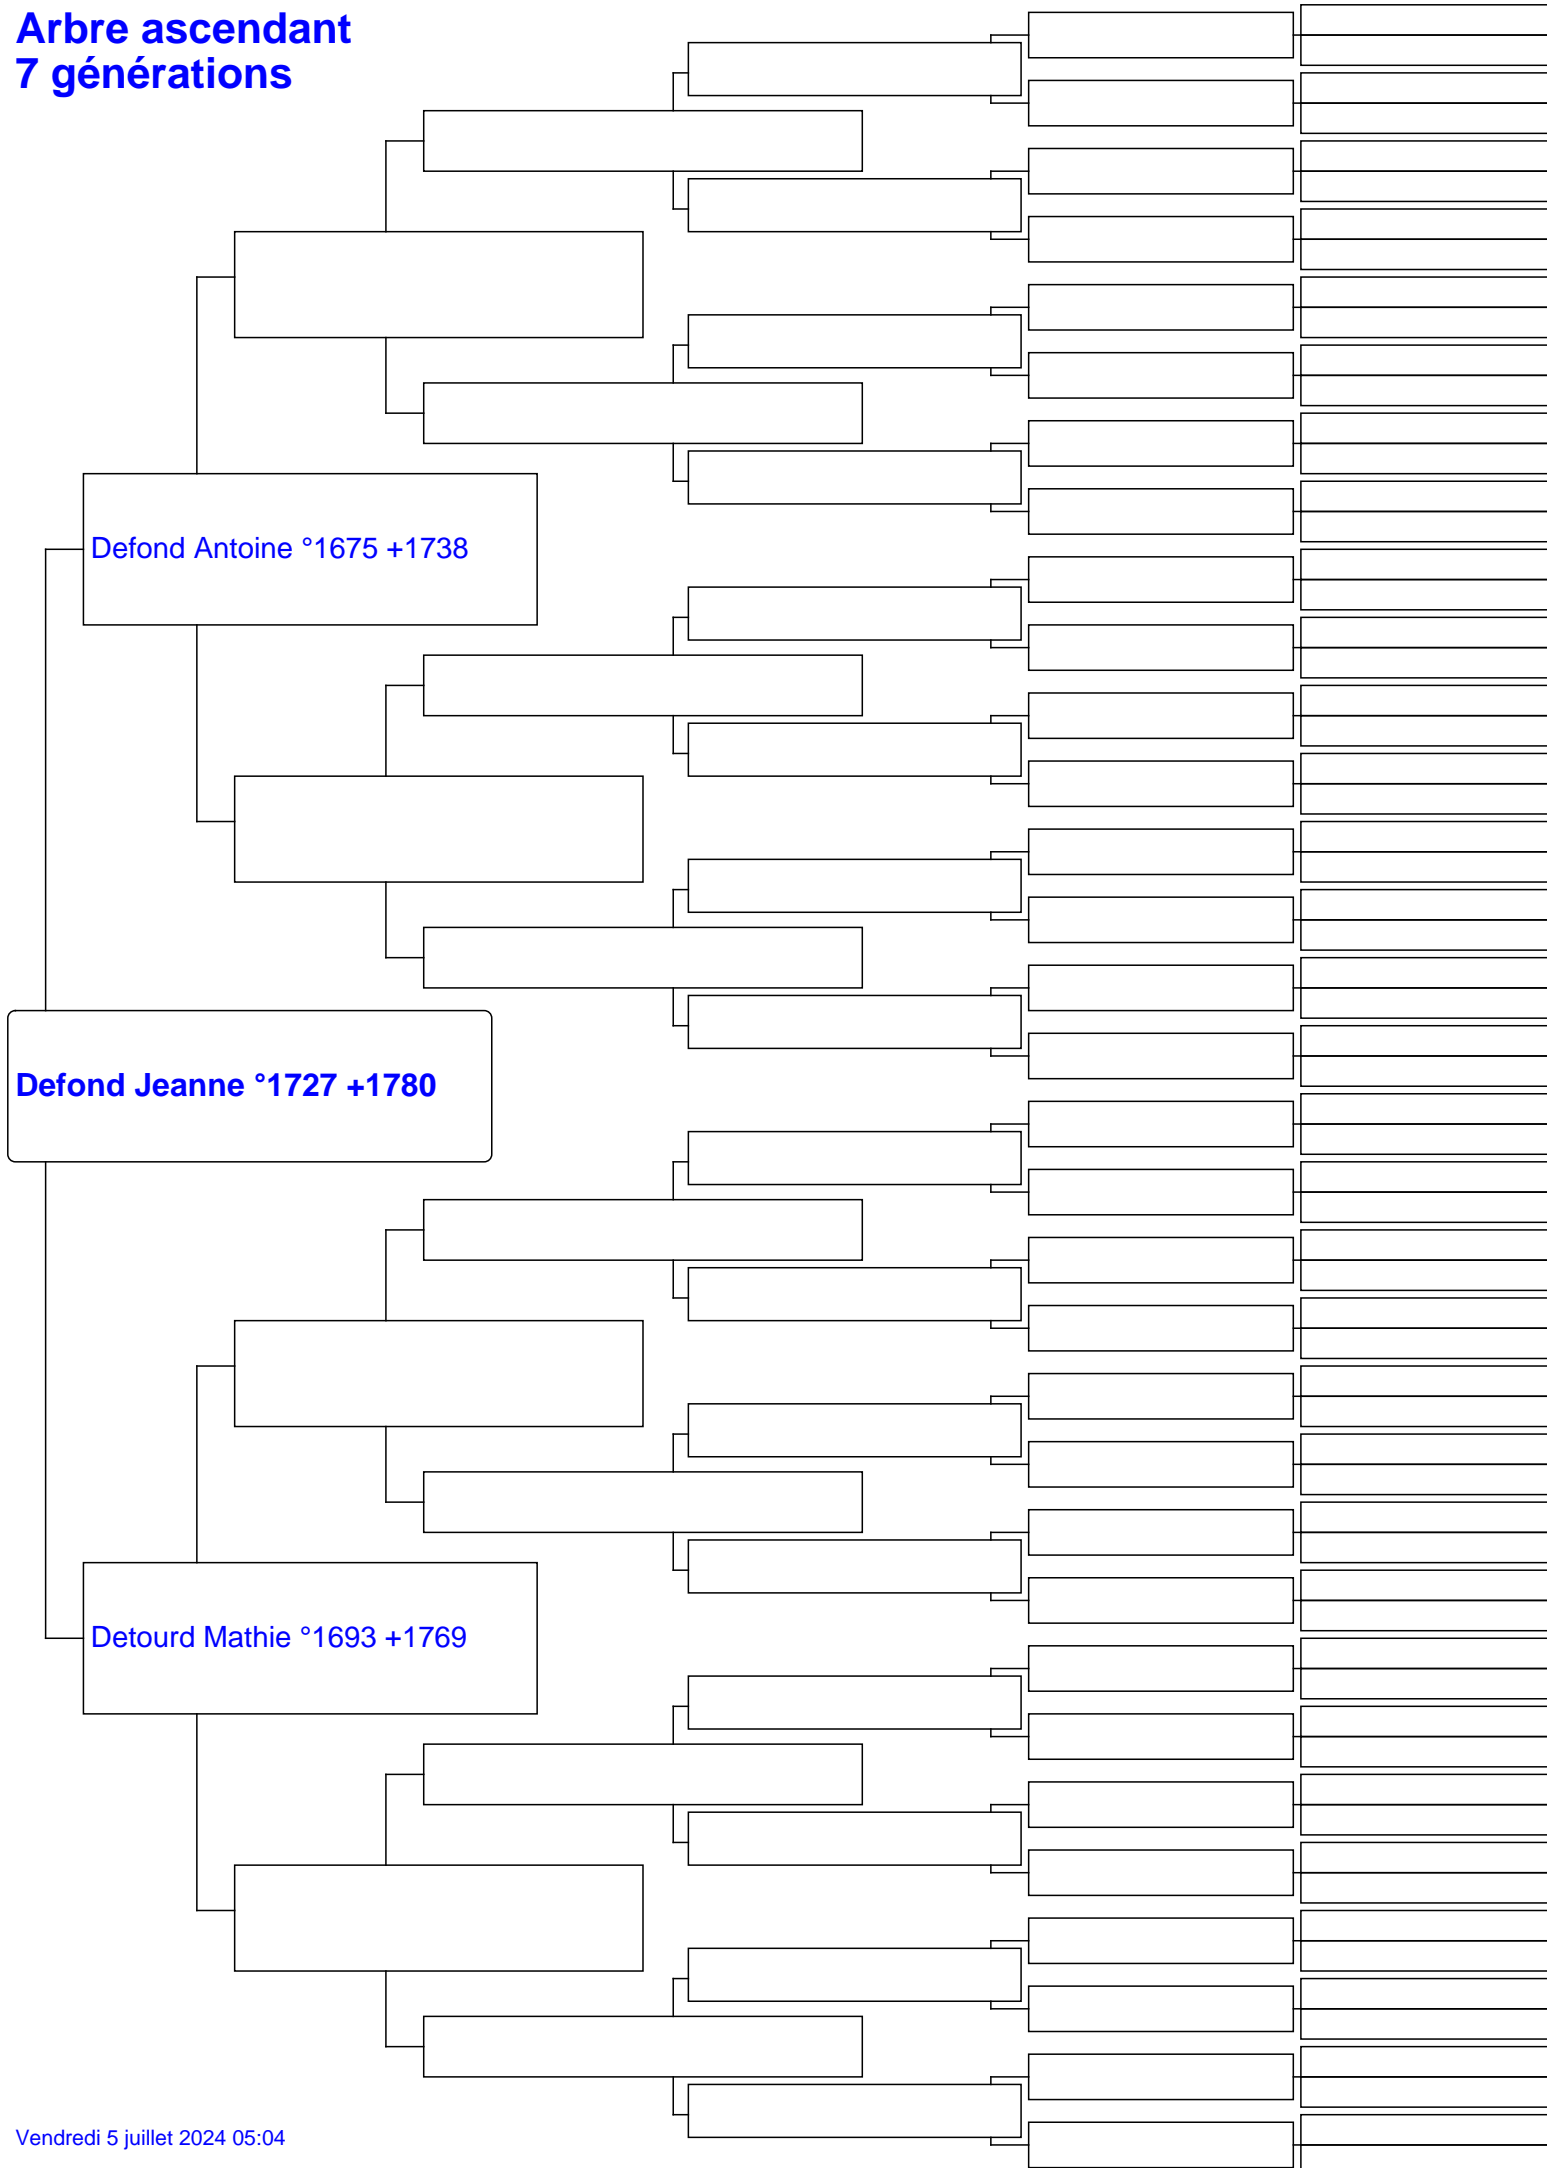 Arbre ascendant
7 générations
Defond Antoine °1675 +1738
Defond Jeanne °1727 +1780
Detourd Mathie °1693 +1769
Vendredi 5 juillet 2024 05:04